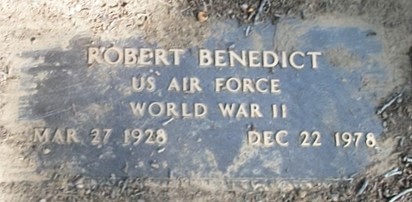 ROBERT BENEDICT
US AIR FORCE
WORLD WAR II
MAR 27 1928 DEC 22 1978